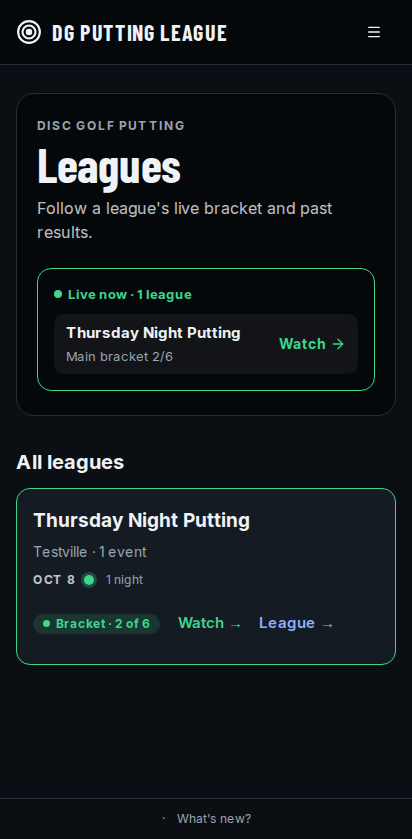 DG PUTTING LEAGUE
DISC GOLF PUTTING
Leagues
Follow a league's live bracket and past
results.
Live now · 1 league
Thursday Night Putting
Main bracket 2/6
Watch →
All leagues
Thursday Night Putting
Testville · 1 event
OCT 8 1 night
Bracket · 2 of 6 Watch → League →
· What's new?